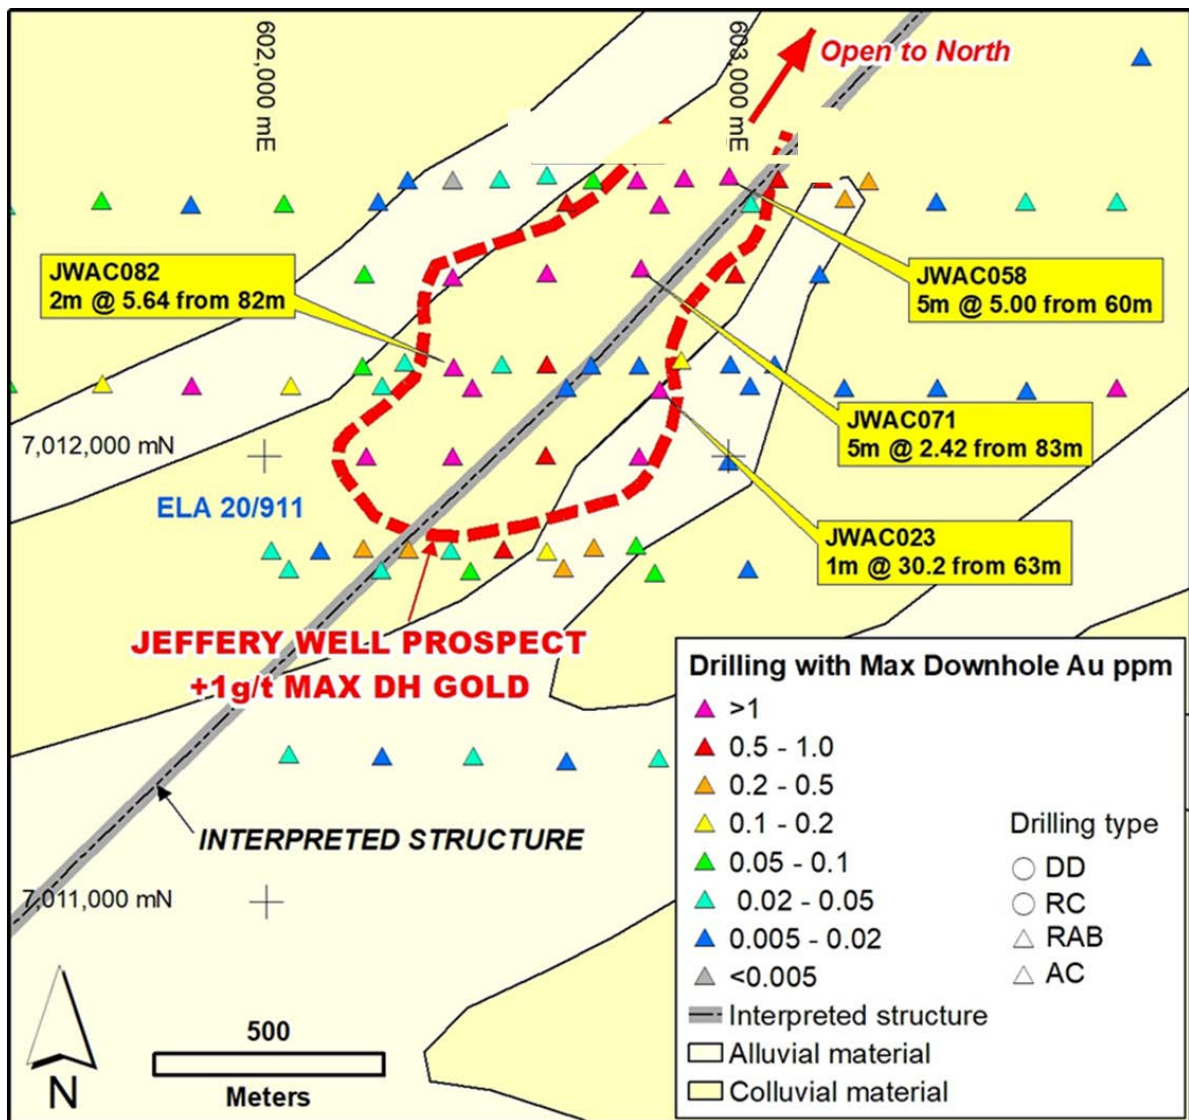 602,000 mE
603,000 mE
Open to North
JWAC082
2m @ 5.64 from 82m
JWAC058
5m @ 5.00 from 60m
JWAC071
5m @ 2.42 from 83m
7,012,000 mN
ELA 20/911
JWAC023
1m @ 30.2 from 63m
JEFFERY WELL PROSPECT
+1g/t MAX DH GOLD
INTERPRETED STRUCTURE
7,011,000 mN
N
500
Meters
Drilling with Max Downhole Au ppm
>1
0.5 - 1.0
0.2 - 0.5
0.1 - 0.2
0.05 - 0.1
0.02 - 0.05
0.005 - 0.02
<0.005
Interpreted structure
Alluvial material
Colluvial material
Drilling type
DD
RC
RAB
AC